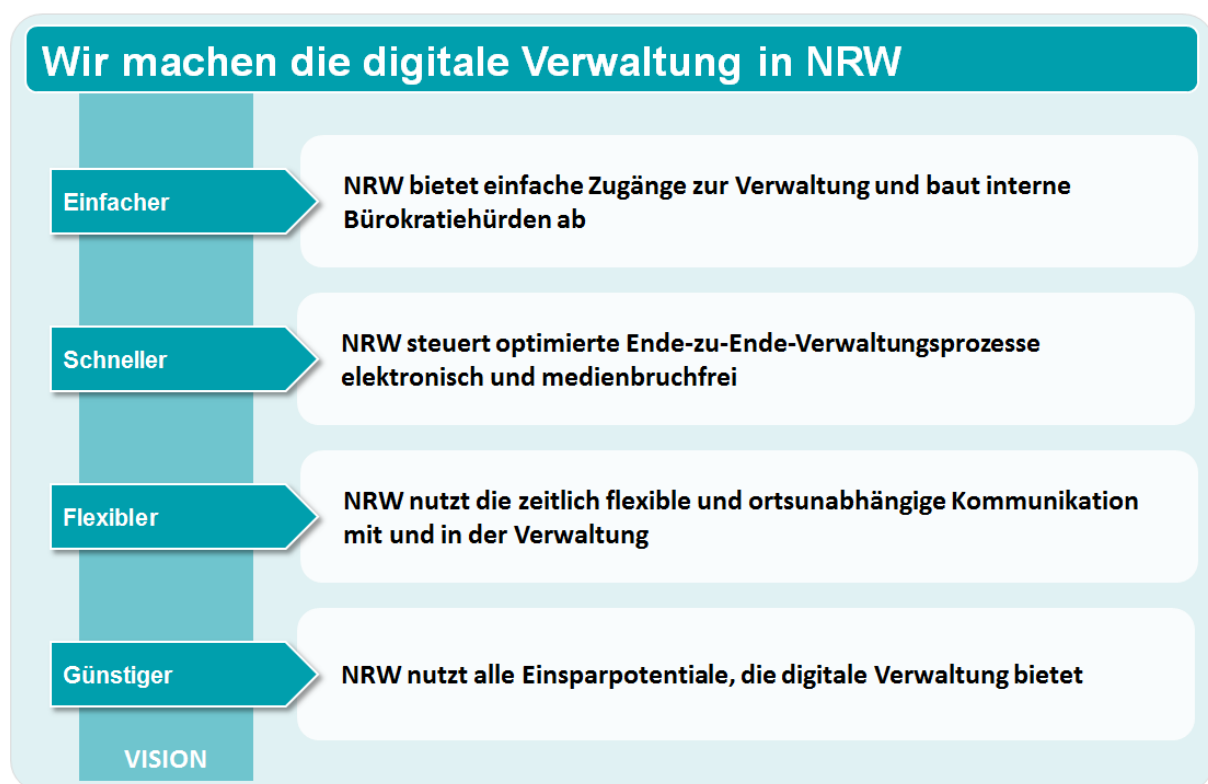 Wir machen die digitale Verwaltung in NRW
Einfacher
NRW bietet einfache Zugänge zur Verwaltung und baut interne
Bürokratiehürden ab
Schneller
NRW steuert optimierte Ende-zu-Ende-Verwaltungsprozesse
elektronisch und medienbruchfrei
Flexibler
NRW nutzt die zeitlich flexible und ortsunabhängige Kommunikation
mit und in der Verwaltung
Günstiger
NRW nutzt alle Einsparpotentiale, die digitale Verwaltung bietet
VISION